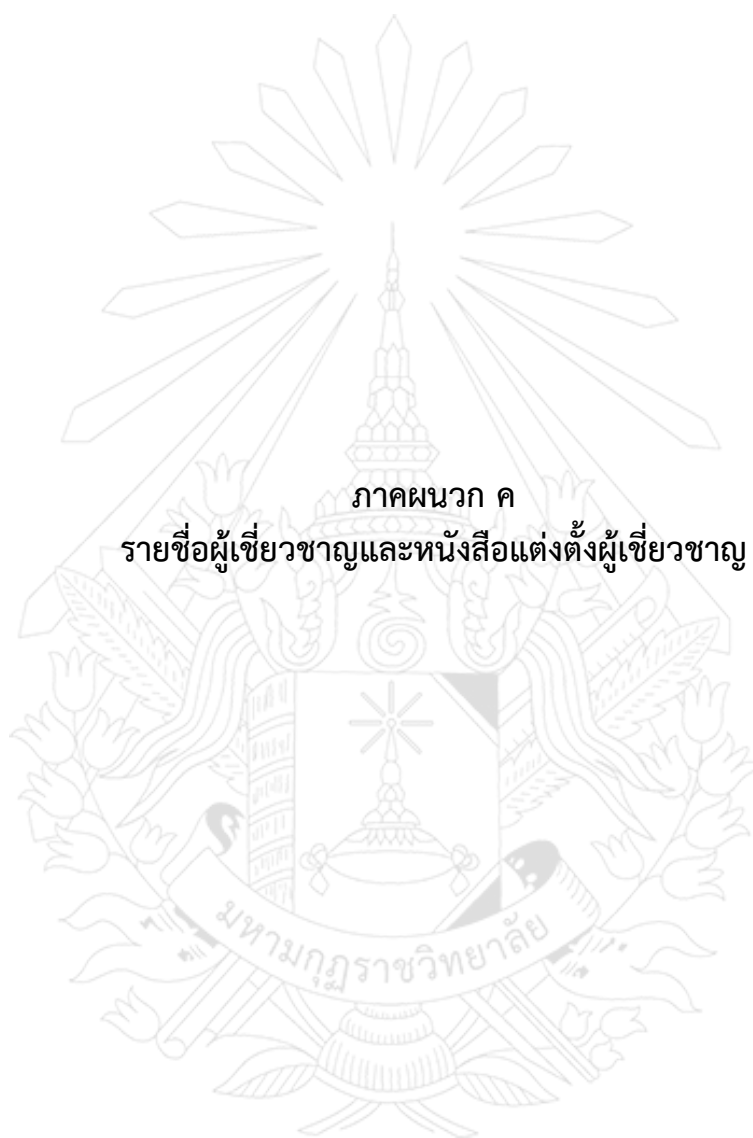 ภาคผนวก ค
รายชื่อผู้เชี่ยวชาญและหนังสือแต่งตั้งผู้เชี่ยวชาญ
มหามกุฏราชวิทยาลัย